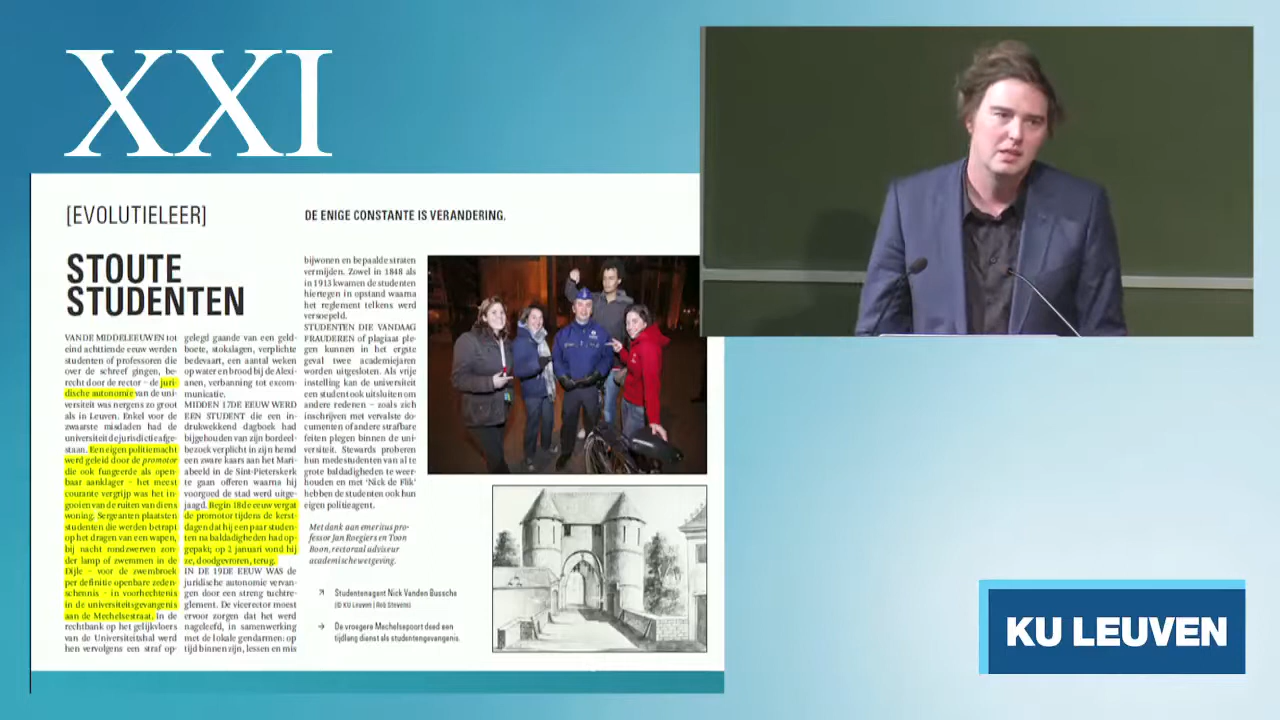 XXI
[EVOLUTIELEER]
DE ENIGE CONSTANTE IS VERANDERING.
STOUTE
STUDENTEN
VAN DE MIDDELEEUWEN tot
eind achttiende eeuw werden
studenten of professoren die
over de schreef gingen, be-
recht door de rector – de juri-
dische autonomie van de uni-
versiteit was nergens zo groot
als in Leuven. Enkel voor de
zwaarste misdaden had de
universiteit de jurisdictie afge-
staan. Een eigen politiemacht
werd geleid door de promotor
die ook fungeerde als open-
baar aanklager – het meest
courante vergrijp was het in-
gooien van de ruiten van diens
woning. Sergeanten plaatsten
studenten die werden betrapt
op het dragen van een wapen,
bij nacht rondzwerven zon-
der lamp of zwemmen in de
Dijle – voor de zwembroek
per definitie openbare zeden-
schennis – in voorhechtenis
in de universiteitsgevangenis
aan de Mechelsestraat. In de
rechtbank op het gelijkvloers
van de Universiteitshal werd
hen vervolgens een straf op-
gelegd gaande van een geld-
boete, stokslagen, verplichte
bedevaart, een aantal weken
op water en brood bij de Alexi-
anen, verbanning tot excom-
municatie.
MIDDEN 17DE EEUW WERD
EEN STUDENT die een in-
drukwekkend dagboek had
bijgehouden van zijn bordeel-
bezoek verplicht in zijn hemd
een zware kaars aan het Mari-
abeeld in de Sint-Pieterskerk
te gaan offeren waarna hij
voorgoed de stad werd uitge-
jaagd. Begin 18de eeuw vergat
de promotor tijdens de kerst-
dagen dat hij een paar studen-
ten na baldadigheden had op-
gepakt; op 2 januari vond hij
ze, doodgevroren, terug.
IN DE 19DE EEUW WAS de
juridische autonomie vervan-
gen door een streng tuchtre-
glement. De vicerector moest
ervoor zorgen dat het werd
nageleefd, in samenwerking
met de lokale gendarmen: op
tijd binnen zijn, lessen en mis
bijwonen en bepaalde straten
vermijden. Zowel in 1848 als
in 1913 kwamen de studenten
hiertegen in opstand waarna
het reglement telkens werd
versoepeld.
STUDENTEN DIE VANDAAG
FRAUDEREN of plagiaat ple-
gen kunnen in het ergste
geval twee academiejaren
worden uitgesloten. Als vrije
instelling kan de universiteit
een student ook uitsluiten om
andere redenen – zoals zich
inschrijven met vervalste do-
cumenten of andere strafbare
feiten plegen binnen de uni-
versiteit. Stewards proberen
hun medestudenten van al te
grote baldadigheden te weer-
houden en met 'Nick de Flik'
hebben de studenten ook hun
eigen politieagent.
Met dank aan emeritus pro-
fessor Jan Roegiers en Toon
Boon, rectoraal adviseur
academische wetgeving.
↗ Studentenagent Nick Vanden Bussche
(© KU Leuven | Rob Stevens)
→ De vroegere Mechelsepoort deed een
tijdlang dienst als studentengevangenis.
KU LEUVEN